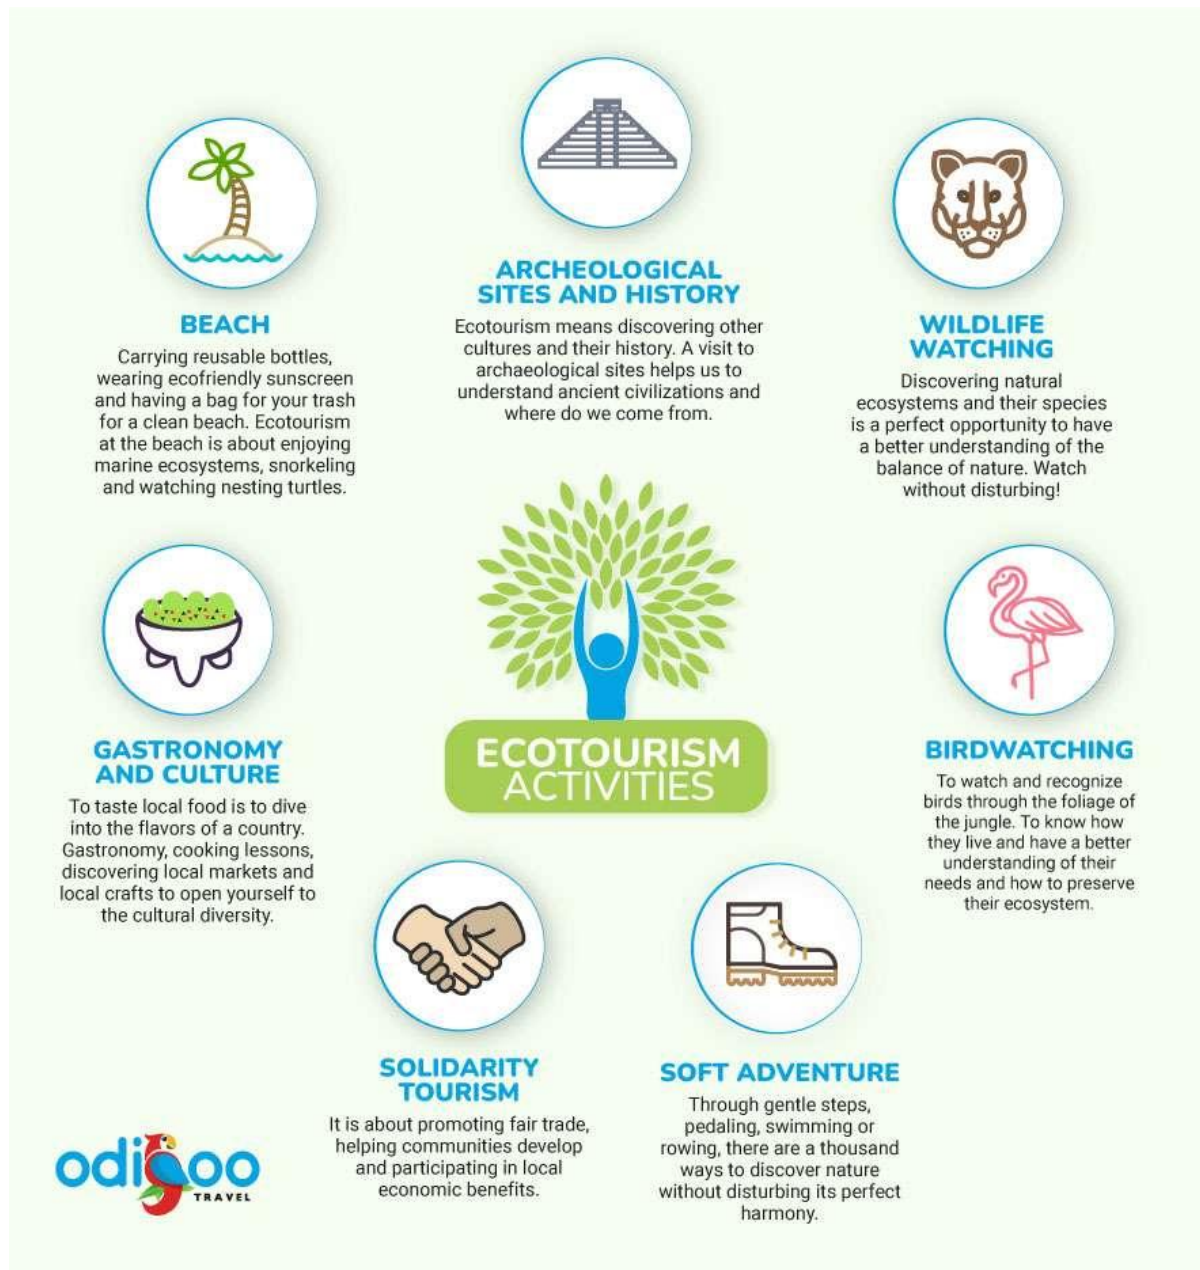 ARCHEOLOGICAL
SITES AND HISTORY
Ecotourism means discovering other
cultures and their history. A visit to
archaeological sites helps us to
understand ancient civilizations and
where do we come from.
BEACH
Carrying reusable bottles,
wearing ecofriendly sunscreen
and having a bag for your trash
for a clean beach. Ecotourism
at the beach is about enjoying
marine ecosystems, snorkeling
and watching nesting turtles.
WILDLIFE
WATCHING
Discovering natural
ecosystems and their species
is a perfect opportunity to have
a better understanding of the
balance of nature. Watch
without disturbing!
ECOTOURISM
ACTIVITIES
GASTRONOMY
AND CULTURE
To taste local food is to dive
into the flavors of a country.
Gastronomy, cooking lessons,
discovering local markets and
local crafts to open yourself to
the cultural diversity.
BIRDWATCHING
To watch and recognize
birds through the foliage of
the jungle. To know how
they live and have a better
understanding of their
needs and how to preserve
their ecosystem.
SOLIDARITY
TOURISM
It is about promoting fair trade,
helping communities develop
and participating in local
economic benefits.
SOFT ADVENTURE
Through gentle steps,
pedaling, swimming or
rowing, there are a thousand
ways to discover nature
without disturbing its perfect
harmony.
TRAVEL